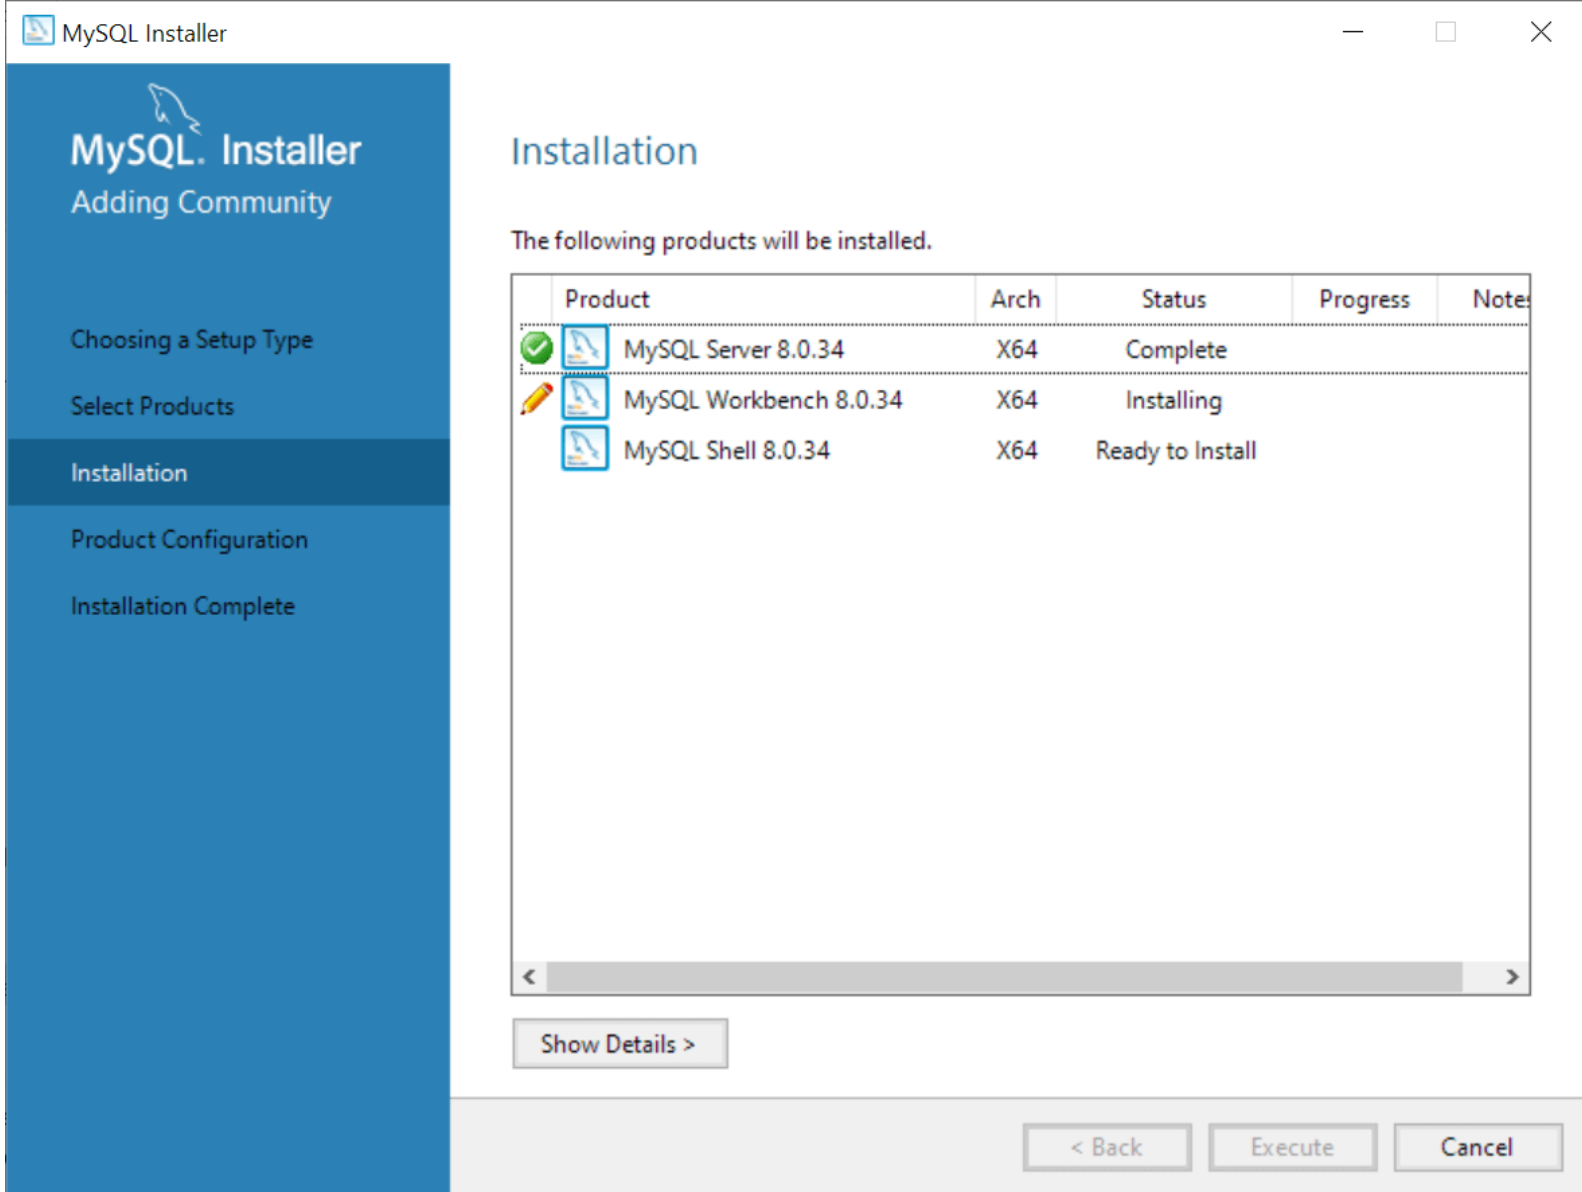 MySQL Installer
MySQL. Installer
Adding Community
Choosing a Setup Type
Select Products
Installation
Product Configuration
Installation Complete
Installation
The following products will be installed.
Product Arch Status Progress Notes
MySQL Server 8.0.34 X64 Complete
MySQL Workbench 8.0.34 X64 Installing
MySQL Shell 8.0.34 X64 Ready to Install
Show Details >
< Back Execute Cancel